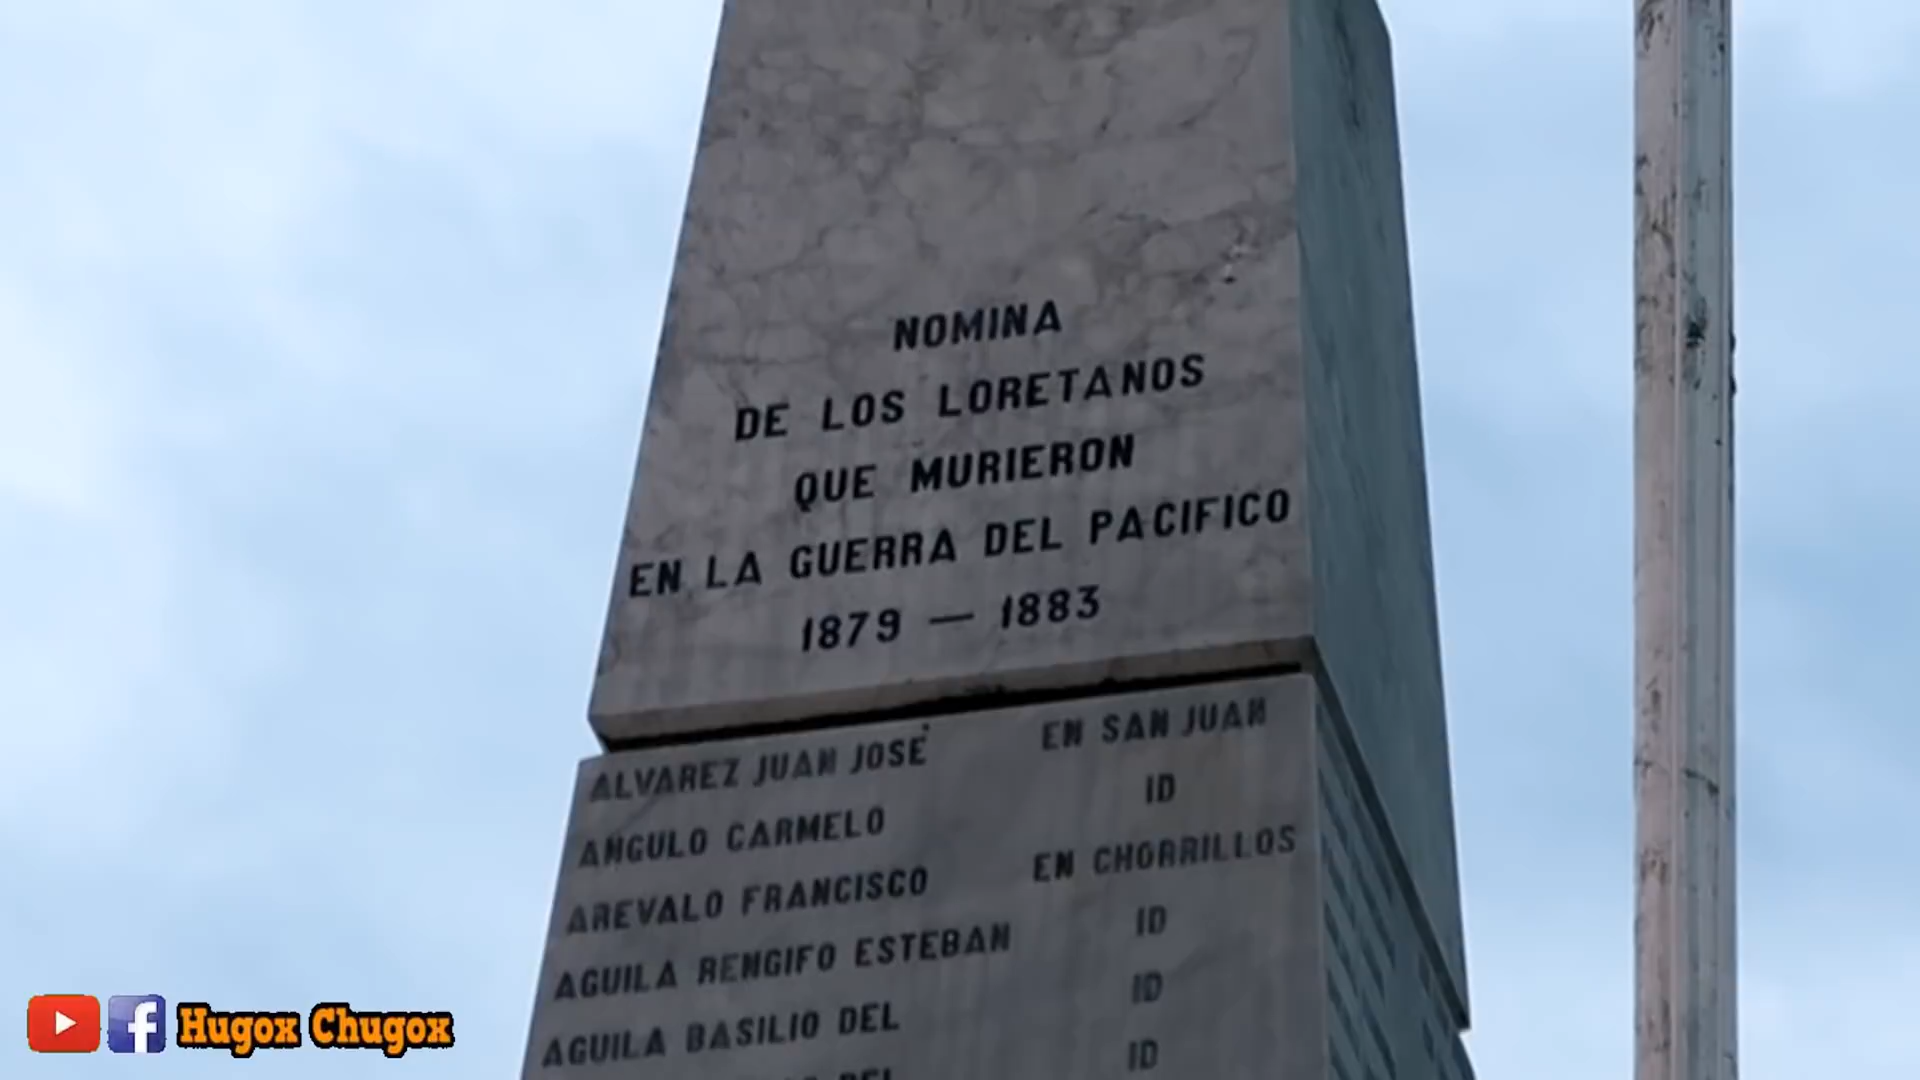 NOMINA
DE LOS LORETANOS
QUE MURIERON
EN LA GUERRA DEL PACIFICO
1879 — 1883
ALVAREZ JUAN JOSÉ EN SAN JUAN
ANGULO CARMELO ID
AREVALO FRANCISCO EN CHORRILLOS
AGUILA RENGIFO ESTEBAN ID
AGUILA BASILIO DEL ID
DEL ID
Hugox Chugox